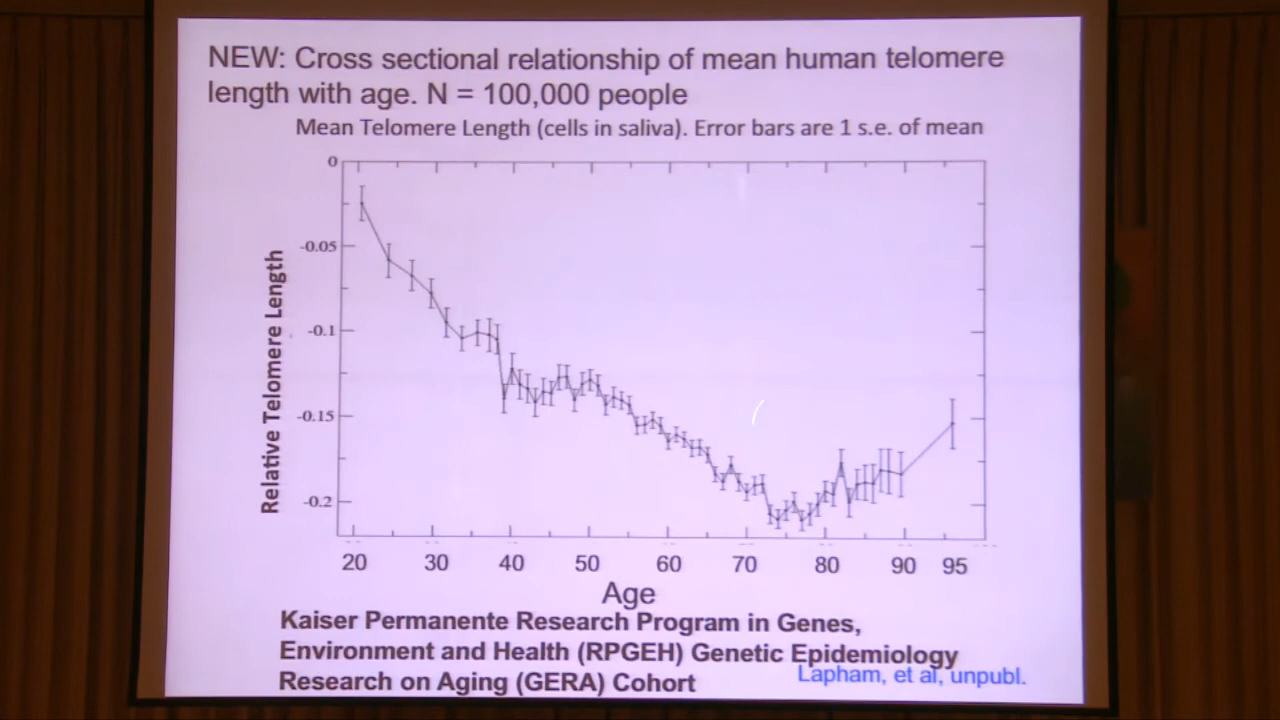 NEW: Cross sectional relationship of mean human telomere
length with age. N = 100,000 people
Mean Telomere Length (cells in saliva). Error bars are 1 s.e. of mean
0
-0.05
-0.1
-0.15
-0.2
Relative Telomere Length
20 30 40 50 60 70 80 90 95
Age
Kaiser Permanente Research Program in Genes,
Environment and Health (RPGEH) Genetic Epidemiology
Research on Aging (GERA) Cohort
Lapham, et al, unpubl.